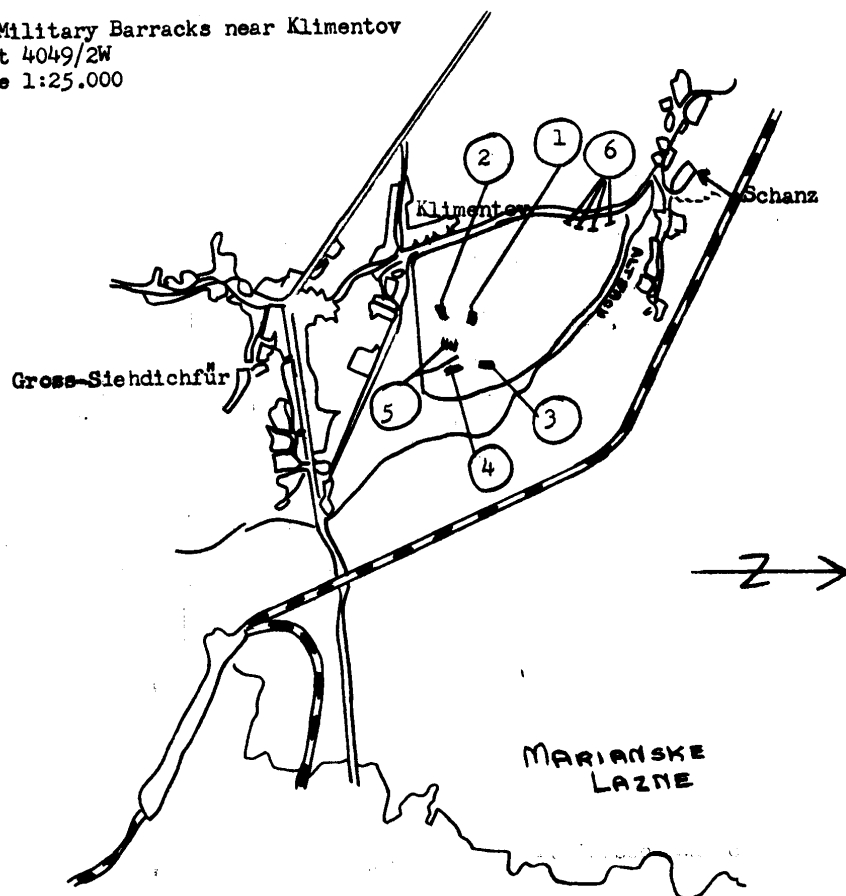 Military Barracks near Klimentov
t 4049/2W
e 1:25.000
2
1
6
Klimentov
Schanz
Gross-Siehdichfür
5
3
4
N
MARIANSKE
LAZNE